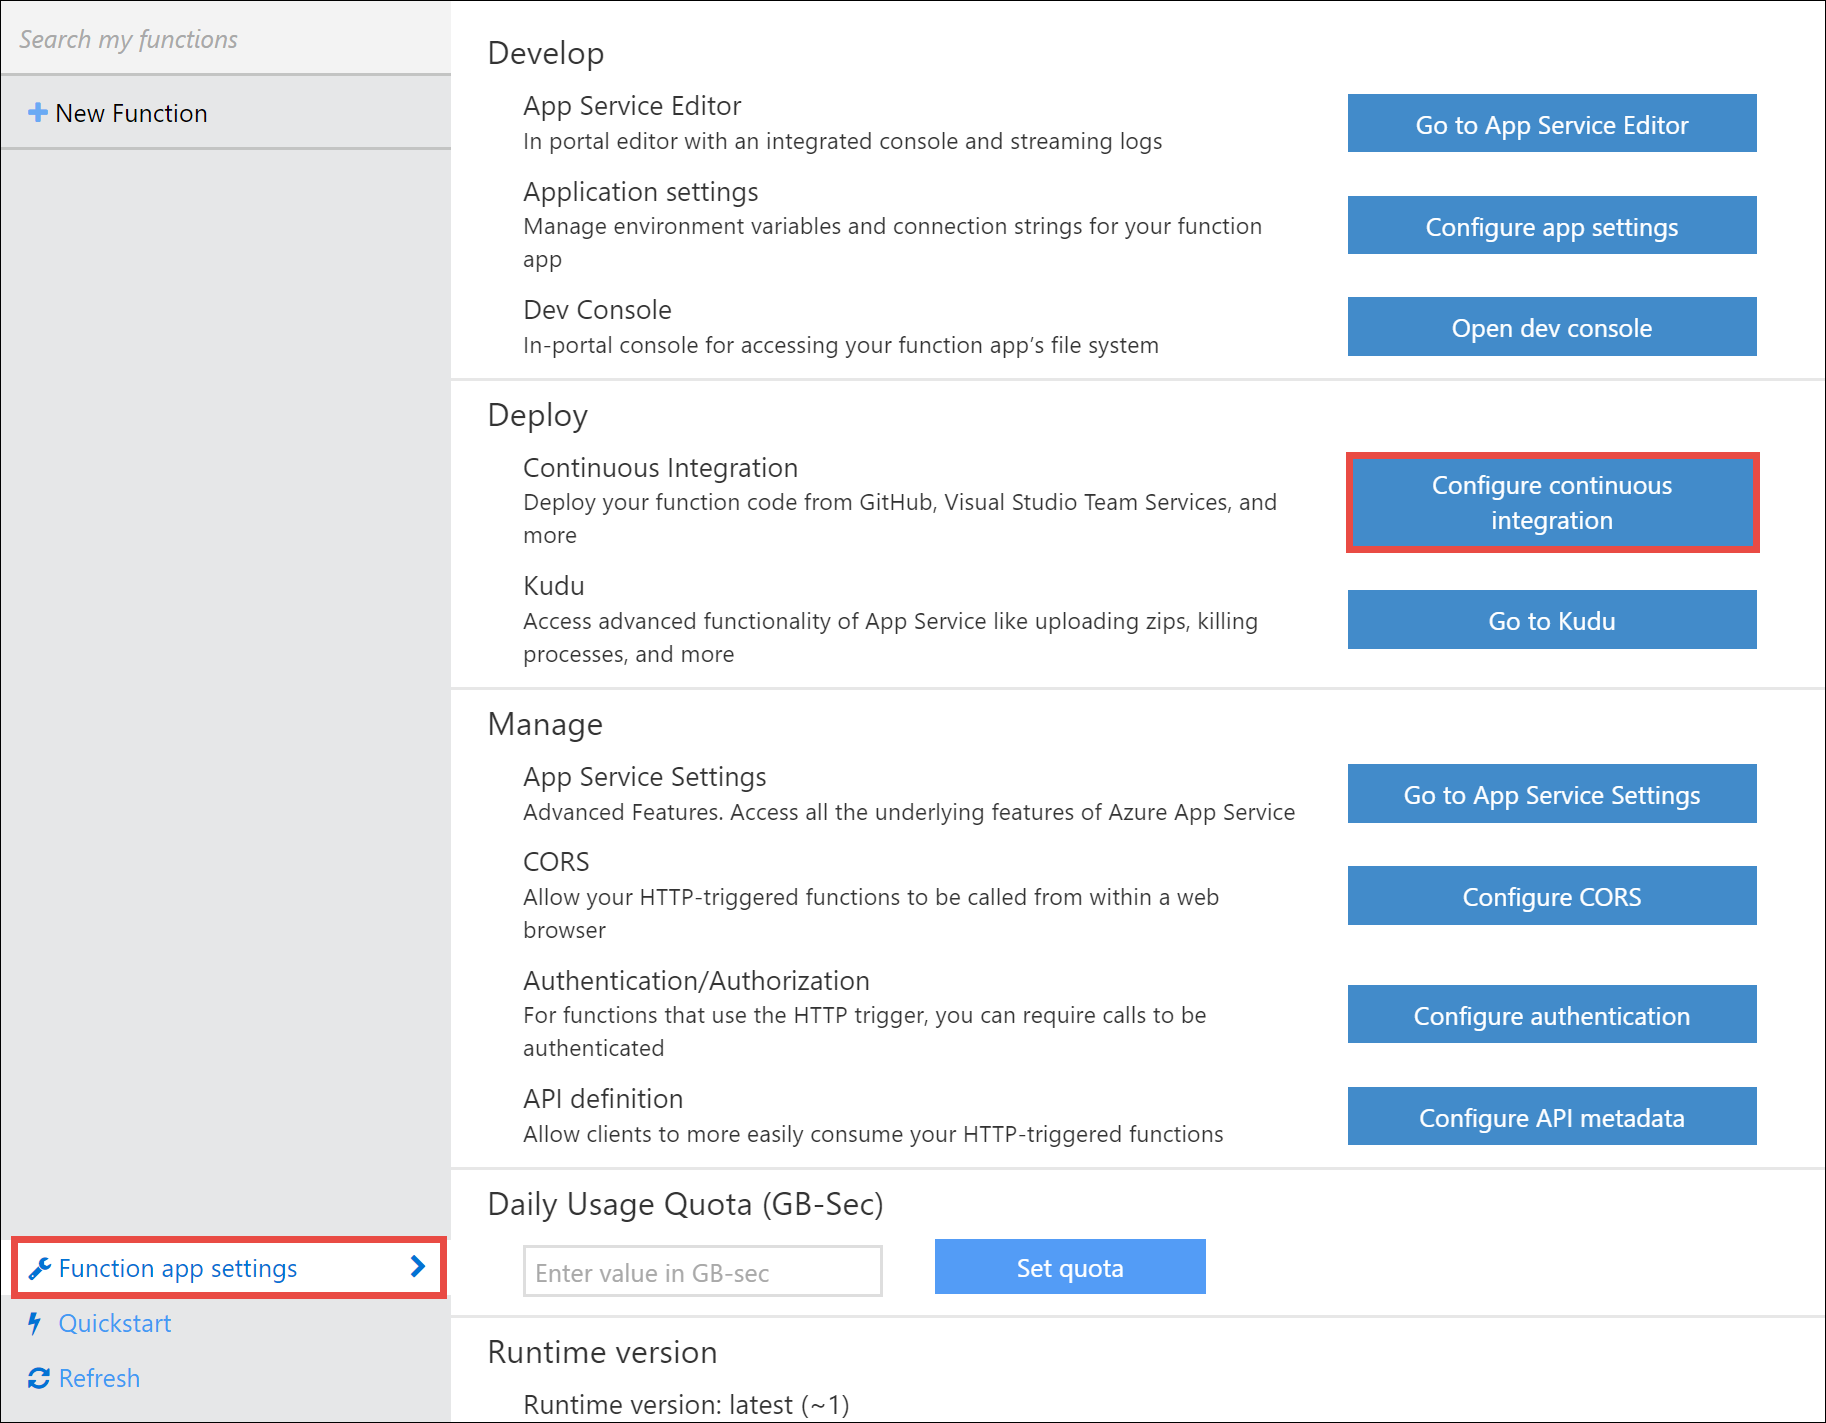 Search my functions
New Function
Develop
App Service Editor
In portal editor with an integrated console and streaming logs
Go to App Service Editor
Application settings
Manage environment variables and connection strings for your function
app
Configure app settings
Dev Console
In-portal console for accessing your function app's file system
Open dev console
Deploy
Continuous Integration
Deploy your function code from GitHub, Visual Studio Team Services, and
more
Configure continuous
integration
Kudu
Access advanced functionality of App Service like uploading zips, killing
processes, and more
Go to Kudu
Manage
App Service Settings
Advanced Features. Access all the underlying features of Azure App Service
Go to App Service Settings
CORS
Allow your HTTP-triggered functions to be called from within a web
browser
Configure CORS
Authentication/Authorization
For functions that use the HTTP trigger, you can require calls to be
authenticated
Configure authentication
API definition
Allow clients to more easily consume your HTTP-triggered functions
Configure API metadata
Daily Usage Quota (GB-Sec)
Enter value in GB-sec
Set quota
Runtime version
Runtime version: latest (~1)
Function app settings
Quickstart
Refresh